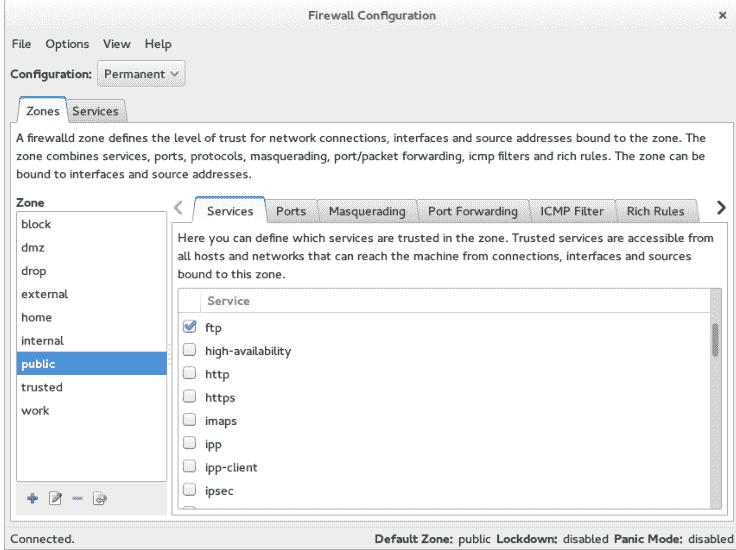 Firewall Configuration
File Options View Help
Configuration: Permanent
Zones Services
A firewalld zone defines the level of trust for network connections, interfaces and source addresses bound to the zone. The
zone combines services, ports, protocols, masquerading, port/packet forwarding, icmp filters and rich rules. The zone can be
bound to interfaces and source addresses.
Zone
block
dmz
drop
external
home
internal
public
trusted
work
Services Ports Masquerading Port Forwarding ICMP Filter Rich Rules
Here you can define which services are trusted in the zone. Trusted services are accessible from
all hosts and networks that can reach the machine from connections, interfaces and sources
bound to this zone.
Service
ftp
high-availability
http
https
imaps
ipp
ipp-client
ipsec
Connected.
Default Zone: public Lockdown: disabled Panic Mode: disabled